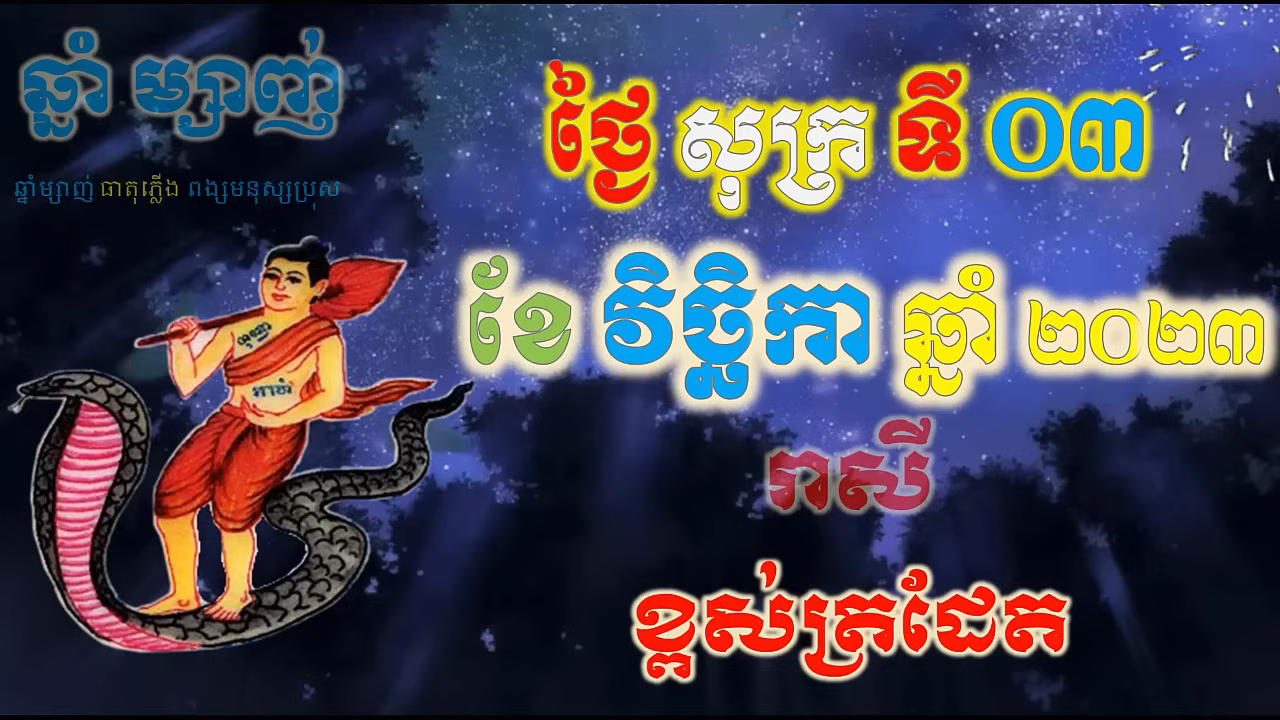 ឆ្នាំ ម្សាញ់
ឆ្នាំម្សាញ់ ធាតុភ្លើង ពង្សមនុស្សប្រុស
ថ្ងៃ សុក្រ ទី ០៣
ខែ វិច្ឆិកា ឆ្នាំ ២០២៣
រាសី
ខ្ពស់ត្រដែត